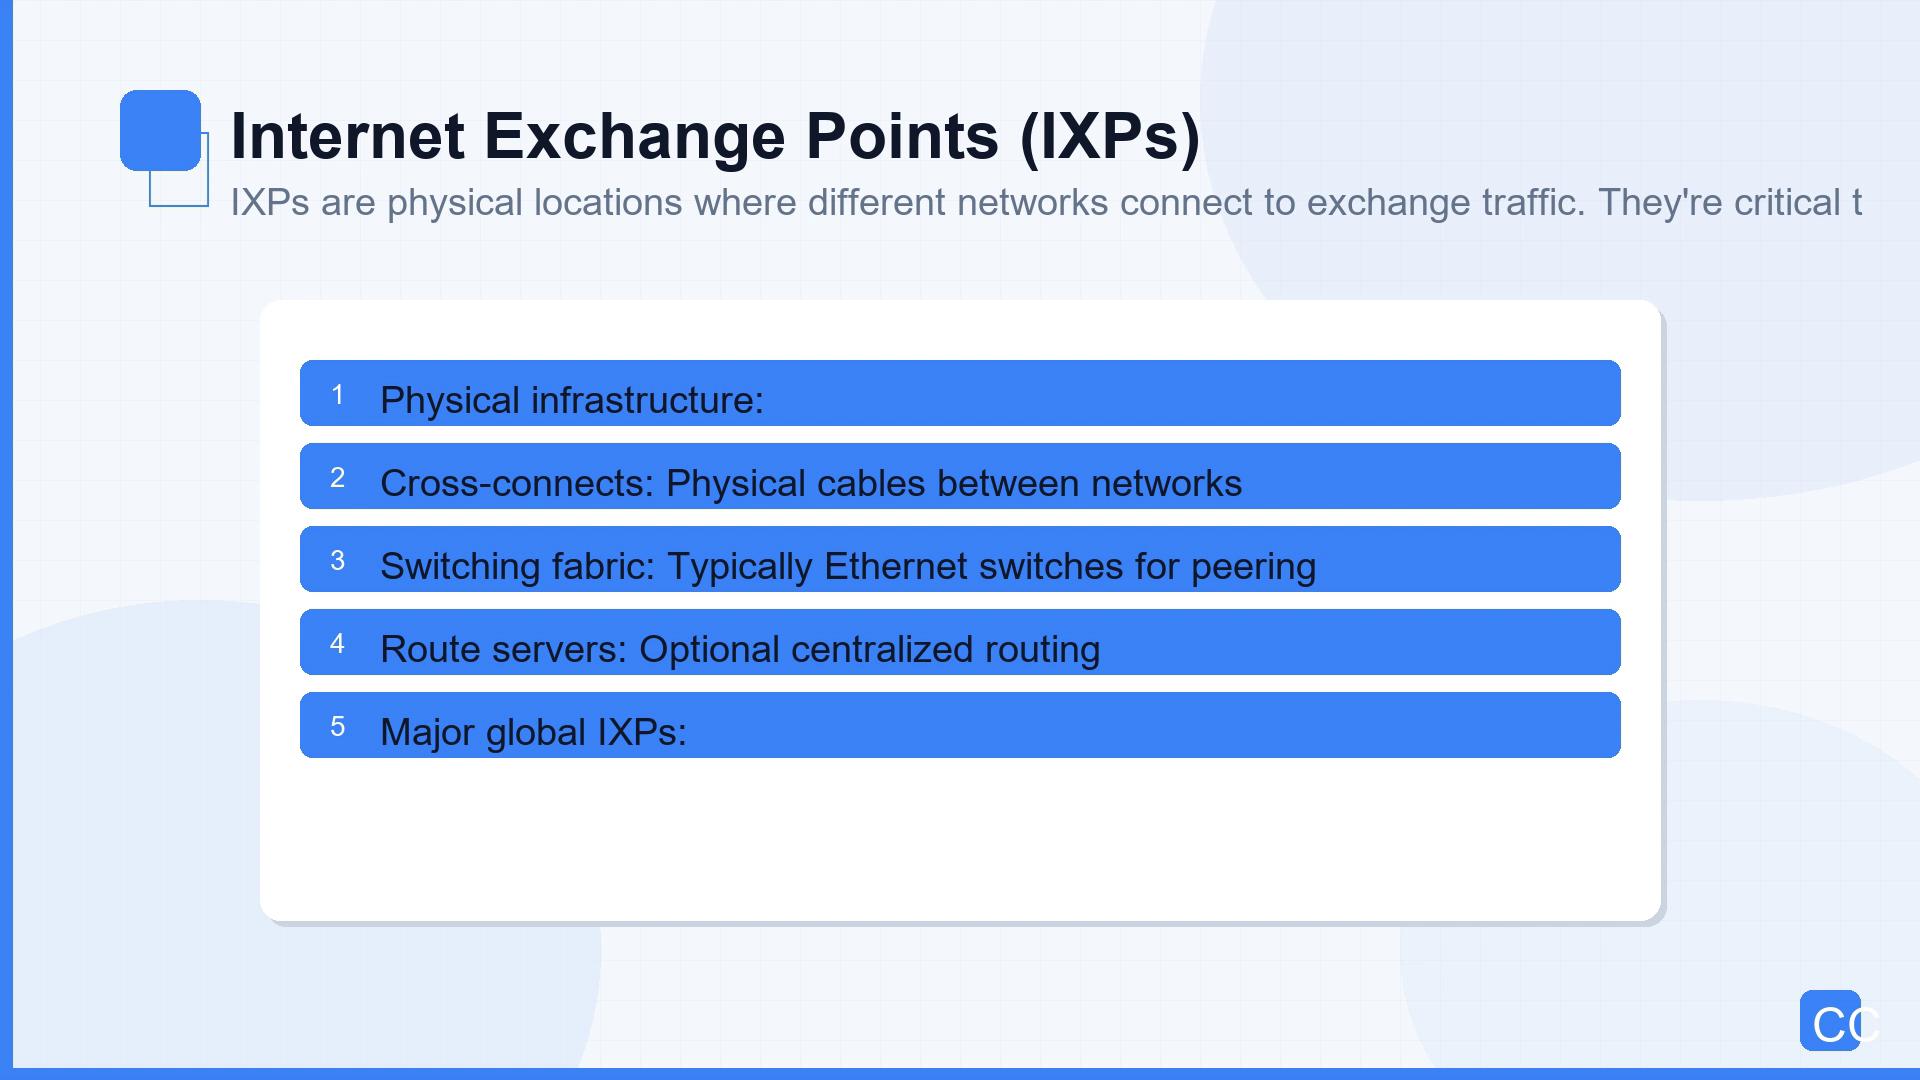 Internet Exchange Points (IXPs)
IXPs are physical locations where different networks connect to exchange traffic. They're critical t
1 Physical infrastructure:
2 Cross-connects: Physical cables between networks
3 Switching fabric: Typically Ethernet switches for peering
4 Route servers: Optional centralized routing
5 Major global IXPs:
CC